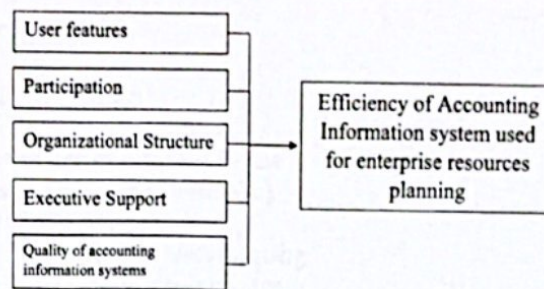 User features
Participation
Organizational Structure
Executive Support
Quality of accounting
information systems
Efficiency of Accounting
Information system used
for enterprise resources
planning